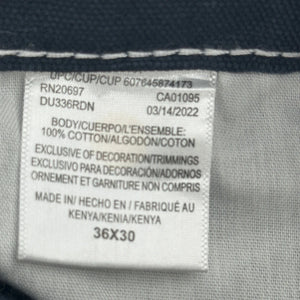 UPC/CUP/CUP 607645874173
RN20697 CA01095
DU336RDN 03/14/2022
BODY/CUERPO/L'ENSEMBLE:
100% COTTON/ALGODÓN/COTON
EXCLUSIVE OF DECORATION/TRIMMINGS
EXCLUSIVO PARA DECORACIÓN/ADORNOS
ORNEMENT ET GARNITURE NON COMPRIS
MADE IN/ HECHO EN / FABRIQUÉ AU
KENYA/KENIA/KENYA
36X30